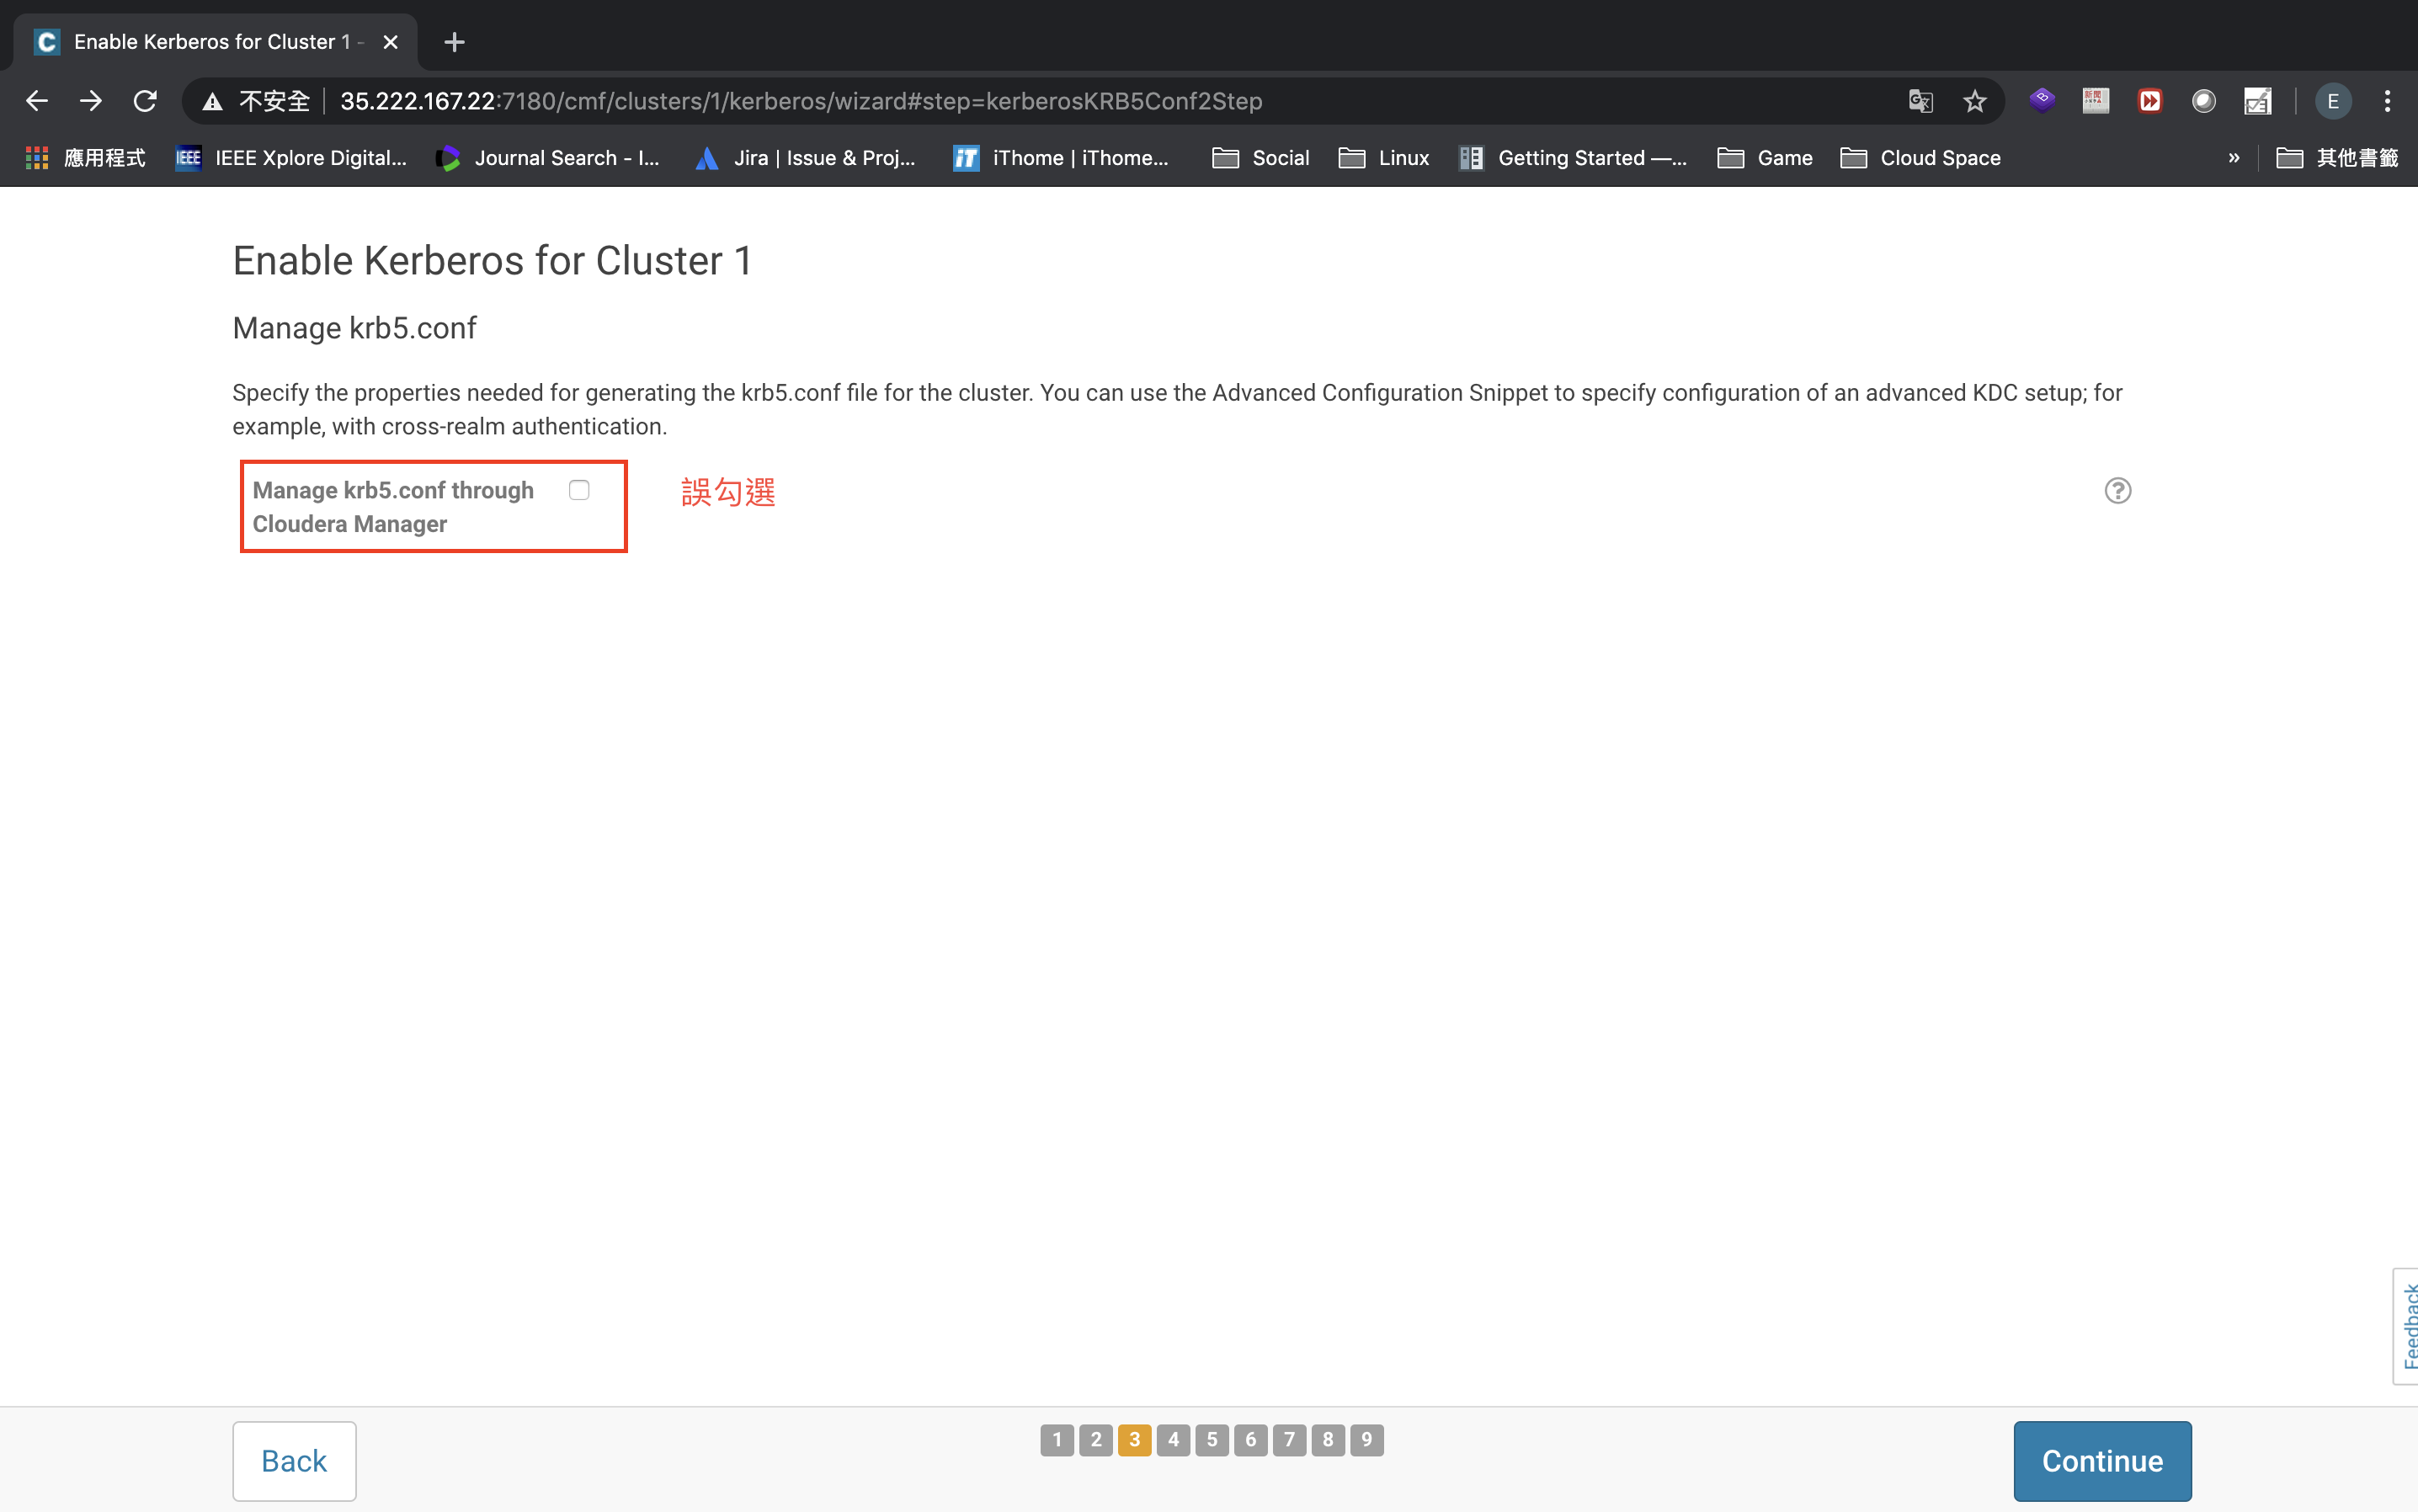 Enable Kerberos for Cluster 1 -
不安全 35.222.167.22:7180/cmf/clusters/1/kerberos/wizard#step=kerberosKRB5Conf2Step
E
應用程式 IEEE IEEE Xplore Digital... Journal Search - I... Jira | Issue & Proj... iT iThome | iThome... Social Linux Getting Started —... Game Cloud Space » 其他書籤
Enable Kerberos for Cluster 1
Manage krb5.conf
Specify the properties needed for generating the krb5.conf file for the cluster. You can use the Advanced Configuration Snippet to specify configuration of an advanced KDC setup; for
example, with cross-realm authentication.
Manage krb5.conf through
Cloudera Manager
誤勾選
?
Feedback
Back
1 2 3 4 5 6 7 8 9
Continue